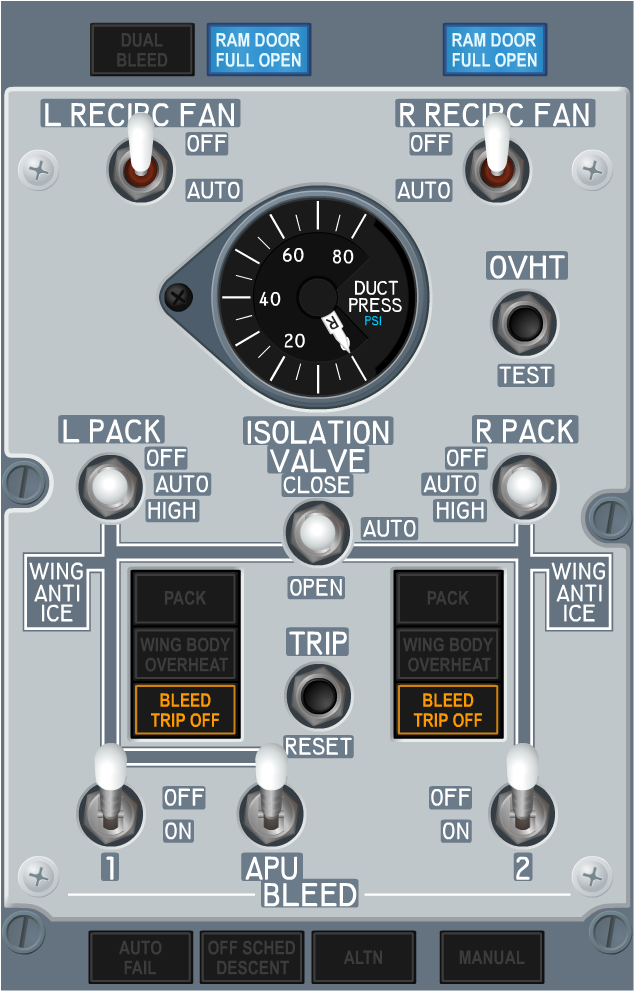 DUAL
BLEED
RAM DOOR
FULL OPEN
RAM DOOR
FULL OPEN
L RECIRC FAN
R RECIRC FAN
OFF
OFF
AUTO
AUTO
60
80
40
20
DUCT
PRESS
PSI
R
OVHT
TEST
L PACK
ISOLATION
VALVE
R PACK
OFF
AUTO
HIGH
CLOSE
AUTO
OPEN
OFF
AUTO
HIGH
WING
ANTI
ICE
WING
ANTI
ICE
PACK
WING BODY
OVERHEAT
BLEED
TRIP OFF
TRIP
RESET
PACK
WING BODY
OVERHEAT
BLEED
TRIP OFF
OFF
ON
OFF
ON
1
APU
2
BLEED
AUTO
FAIL
OFF SCHED
DESCENT
ALTN
MANUAL